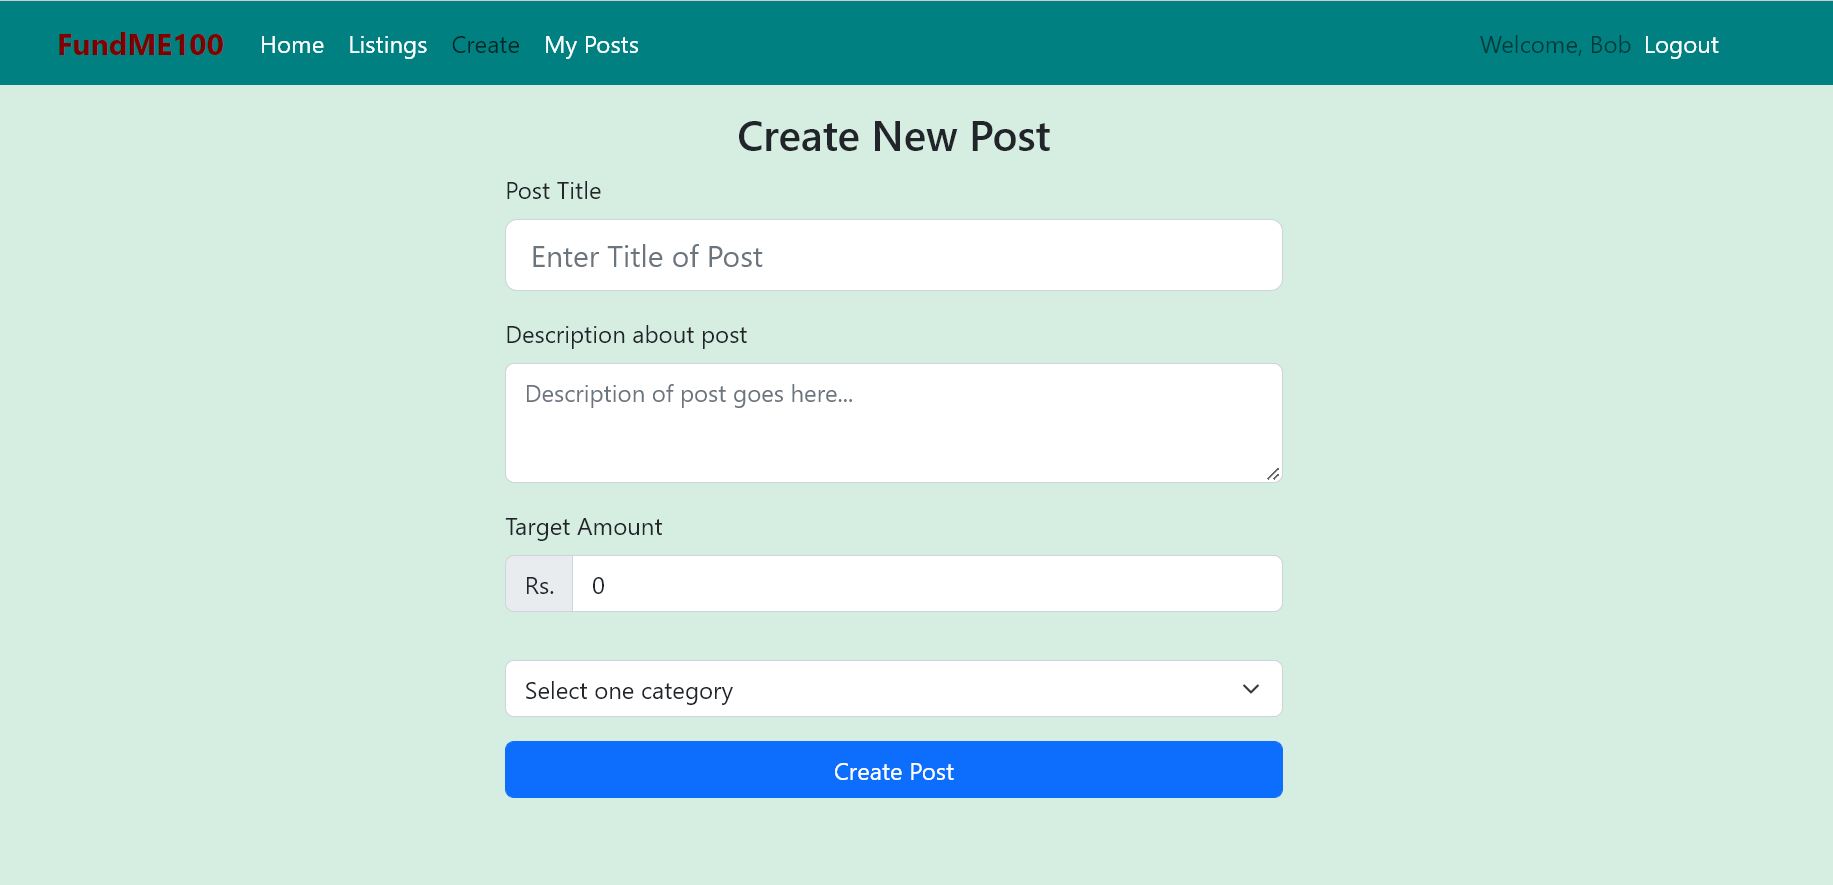 FundME100 Home Listings Create My Posts Welcome, Bob Logout
Create New Post
Post Title
Enter Title of Post
Description about post
Description of post goes here...
Target Amount
Rs. 0
Select one category
Create Post